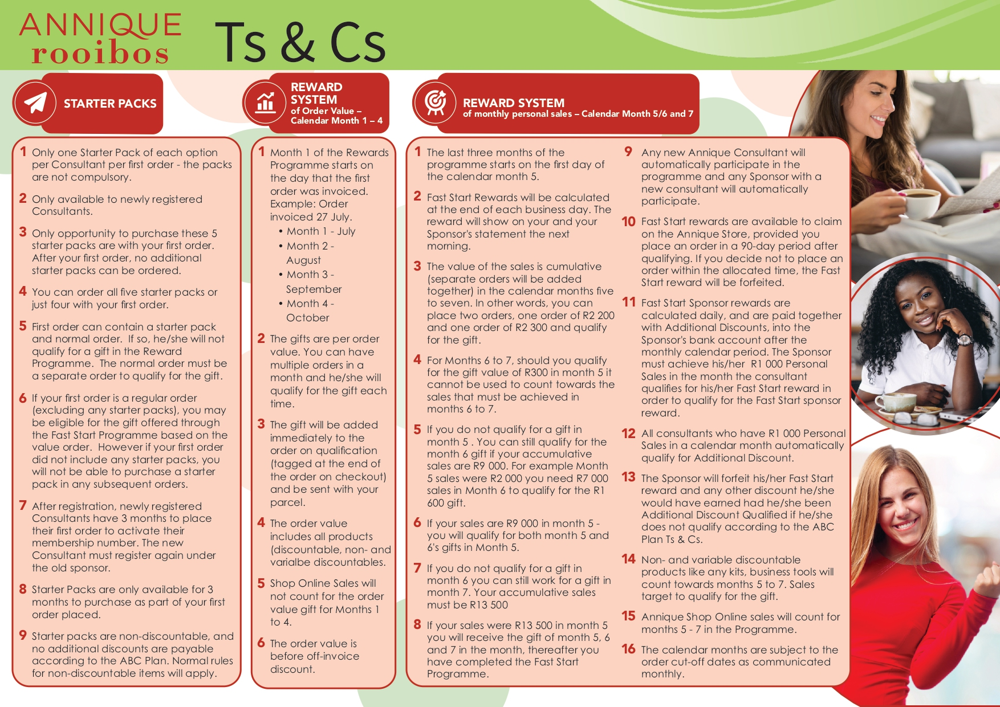 ANNIQUE
rooibos
Ts & Cs
STARTER PACKS
1 Only one Starter Pack of each option
per Consultant per first order - the packs
are not compulsory.
2 Only available to newly registered
Consultants.
3 Only opportunity to purchase these 5
starter packs are with your first order.
After your first order, no additional
starter packs can be ordered.
4 You can order all five starter packs or
just four with your first order.
5 First order can contain a starter pack
and normal order. If so, he/she will not
qualify for a gift in the Reward
Programme. The normal order must be
a separate order to qualify for the gift.
6 If your first order is a regular order
(excluding any starter packs), you may
be eligible for the gift offered through
the Fast Start Programme based on the
value order. However if your first order
did not include any starter packs, you
will not be able to purchase a starter
pack in any subsequent orders.
7 After registration, newly registered
Consultants have 3 months to place
their first order to activate their
membership number. The new
Consultant must register again under
the old sponsor.
8 Starter Packs are only available for 3
months to purchase as part of your first
order placed.
9 Starter packs are non-discountable, and
no additional discounts are payable
according to the ABC Plan. Normal rules
for non-discountable items will apply.
REWARD
SYSTEM
of Order Value –
Calendar Month 1 – 4
1 Month 1 of the Rewards
Programme starts on
the day that the first
order was invoiced.
Example: Order
invoiced 27 July.
• Month 1 - July
• Month 2 -
August
• Month 3 -
September
• Month 4 -
October
2 The gifts are per order
value. You can have
multiple orders in a
month and he/she will
qualify for the gift each
time.
3 The gift will be added
immediately to the
order on qualification
(tagged at the end of
the order on checkout)
and be sent with your
parcel.
4 The order value
includes all products
(discountable, non- and
varialbe discountables.
5 Shop Online Sales will
not count for the order
value gift for Months 1
to 4.
6 The order value is
before off-invoice
discount.
REWARD SYSTEM
of monthly personal sales – Calendar Month 5/6 and 7
1 The last three months of the
programme starts on the first day of
the calendar month 5.
2 Fast Start Rewards will be calculated
at the end of each business day. The
reward will show on your and your
Sponsor's statement the next
morning.
3 The value of the sales is cumulative
(separate orders will be added
together) in the calendar months five
to seven. In other words, you can
place two orders, one order of R2 200
and one order of R2 300 and qualify
for the gift.
4 For Months 6 to 7, should you qualify
for the gift value of R300 in month 5 it
cannot be used to count towards the
sales that must be achieved in
months 6 to 7.
5 If you do not qualify for a gift in
month 5 . You can still qualify for the
month 6 gift if your accumulative
sales are R9 000. For example Month
5 sales were R2 000 you need R7 000
sales in Month 6 to qualify for the R1
600 gift.
6 If your sales are R9 000 in month 5 -
you will qualify for both month 5 and
6's gifts in Month 5.
7 If you do not qualify for a gift in
month 6 you can still work for a gift in
month 7. Your accumulative sales
must be R13 500
8 If your sales were R13 500 in month 5
you will receive the gift of month 5, 6
and 7 in the month, thereafter you
have completed the Fast Start
Programme.
9 Any new Annique Consultant will
automatically participate in the
programme and any Sponsor with a
new consultant will automatically
participate.
10 Fast Start rewards are available to claim
on the Annique Store, provided you
place an order in a 90-day period after
qualifying. If you decide not to place an
order within the allocated time, the Fast
Start reward will be forfeited.
11 Fast Start Sponsor rewards are
calculated daily, and are paid together
with Additional Discounts, into the
Sponsor's bank account after the
monthly calendar period. The Sponsor
must achieve his/her R1 000 Personal
Sales in the month the consultant
qualifies for his/her Fast Start reward in
order to qualify for the Fast Start sponsor
reward.
12 All consultants who have R1 000 Personal
Sales in a calendar month automatically
qualify for Additional Discount.
13 The Sponsor will forfeit his/her Fast Start
reward and any other discount he/she
would have earned had he/she been
Additional Discount Qualified if he/she
does not qualify according to the ABC
Plan Ts & Cs.
14 Non- and variable discountable
products like any kits, business tools will
count towards months 5 to 7. Sales
target to qualify for the gift.
15 Annique Shop Online sales will count for
months 5 - 7 in the Programme.
16 The calendar months are subject to the
order cut-off dates as communicated
monthly.